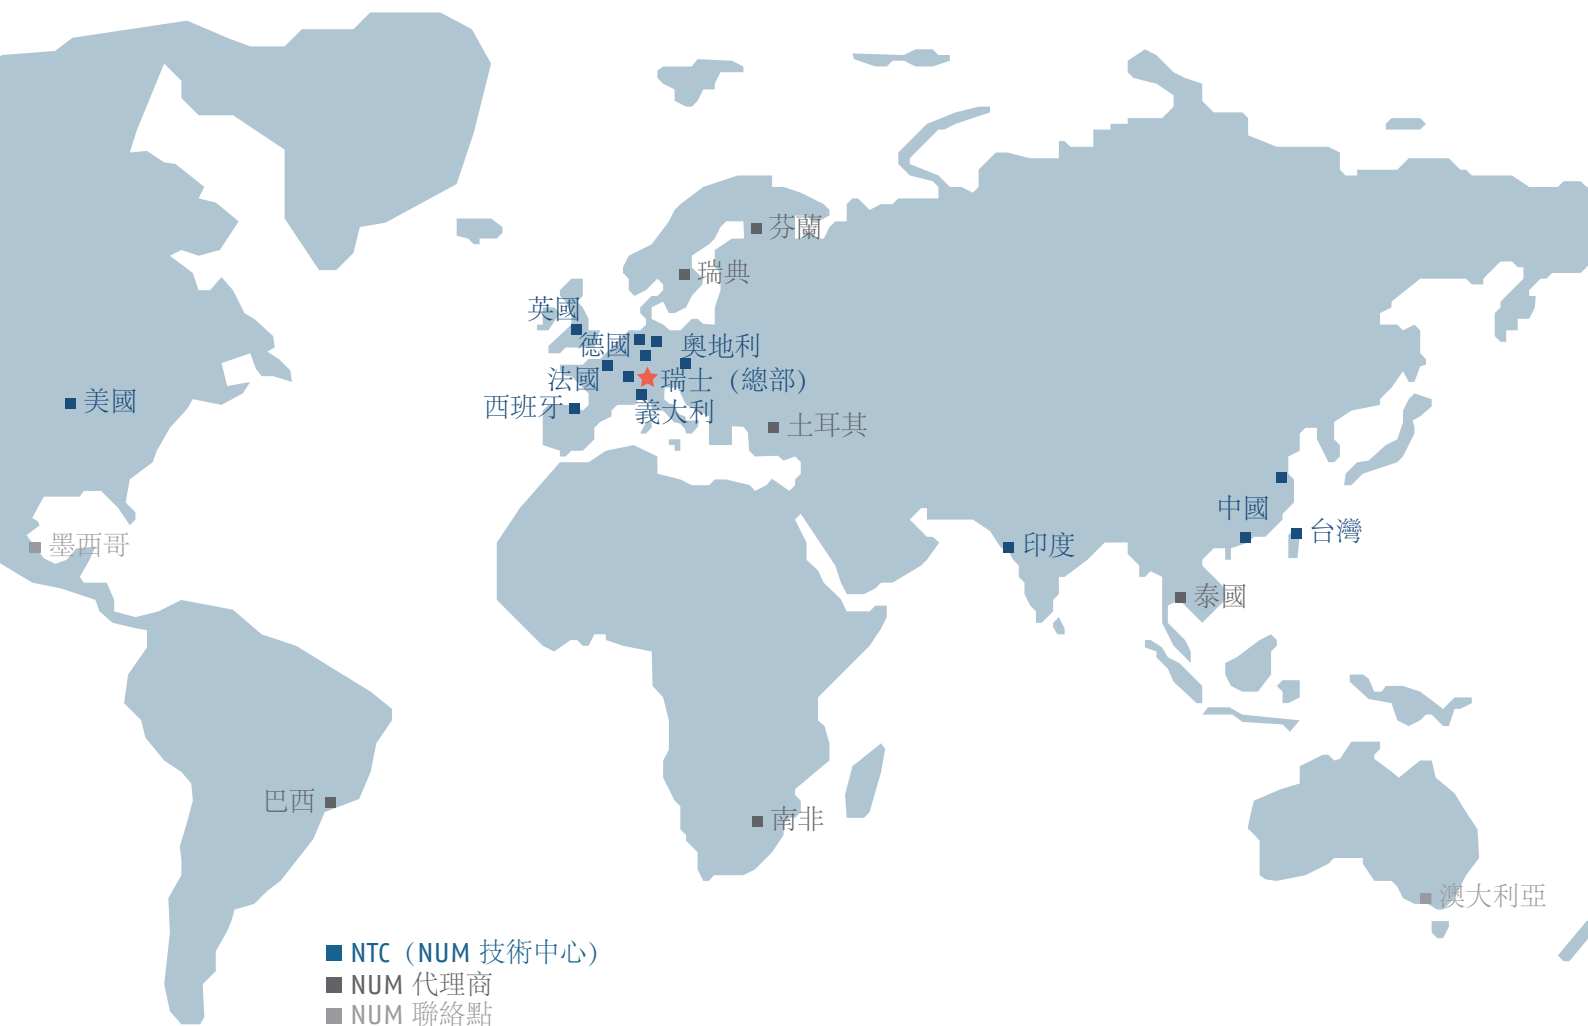 芬蘭
瑞典
英國
德國
奧地利
法國
瑞士（總部）
美國
西班牙
義大利
土耳其
中國
台灣
墨西哥
印度
泰國
巴西
南非
澳大利亞
NTC（NUM 技術中心）
NUM 代理商
NUM 聯絡點